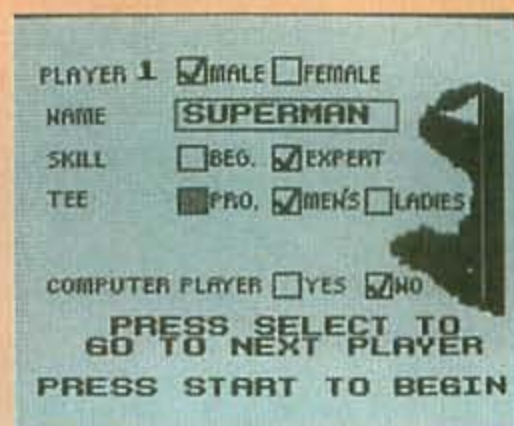 PLAYER 1 MALE FEMALE
NAME SUPERMAN
SKILL BEG. EXPERT
TEE PRO. MEN'S LADIES
COMPUTER PLAYER YES NO
PRESS SELECT TO
GO TO NEXT PLAYER
PRESS START TO BEGIN